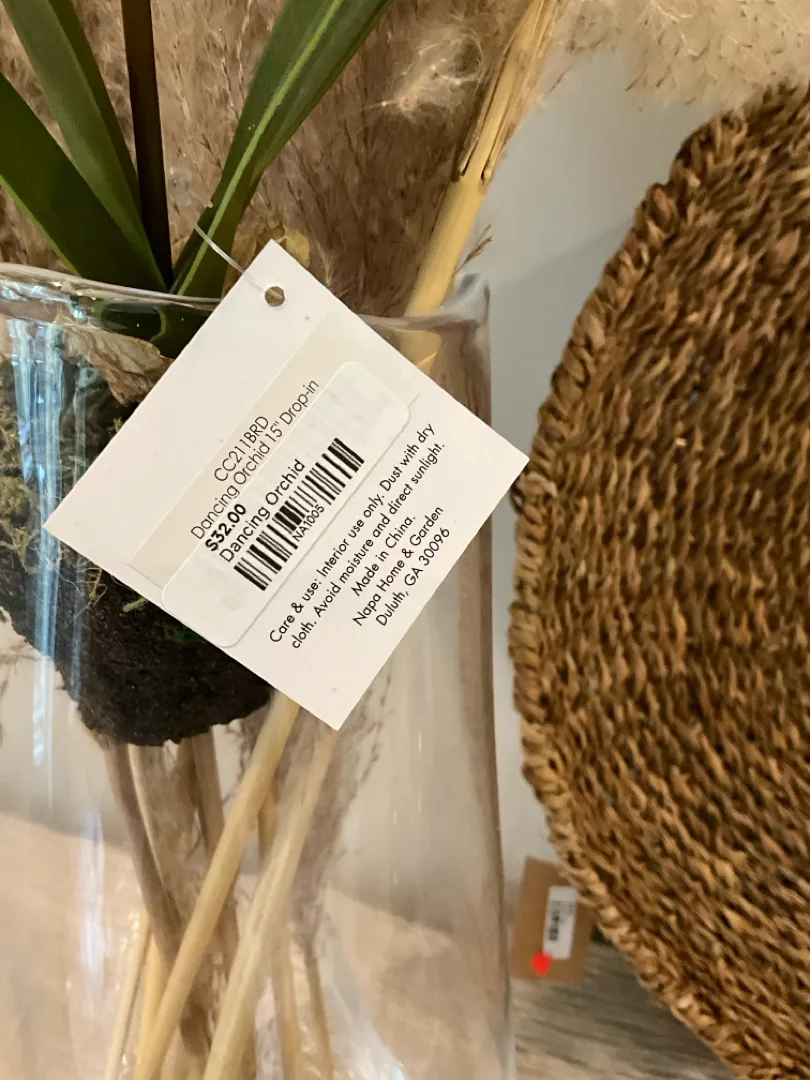 CC211BRD
Dancing Orchid 15" Drop-in
$32.00
Dancing Orchid
NA1005
Care & use: Interior use only. Dust with dry
cloth. Avoid moisture and direct sunlight.
Made in China.
Napa Home & Garden
Duluth, GA 30096